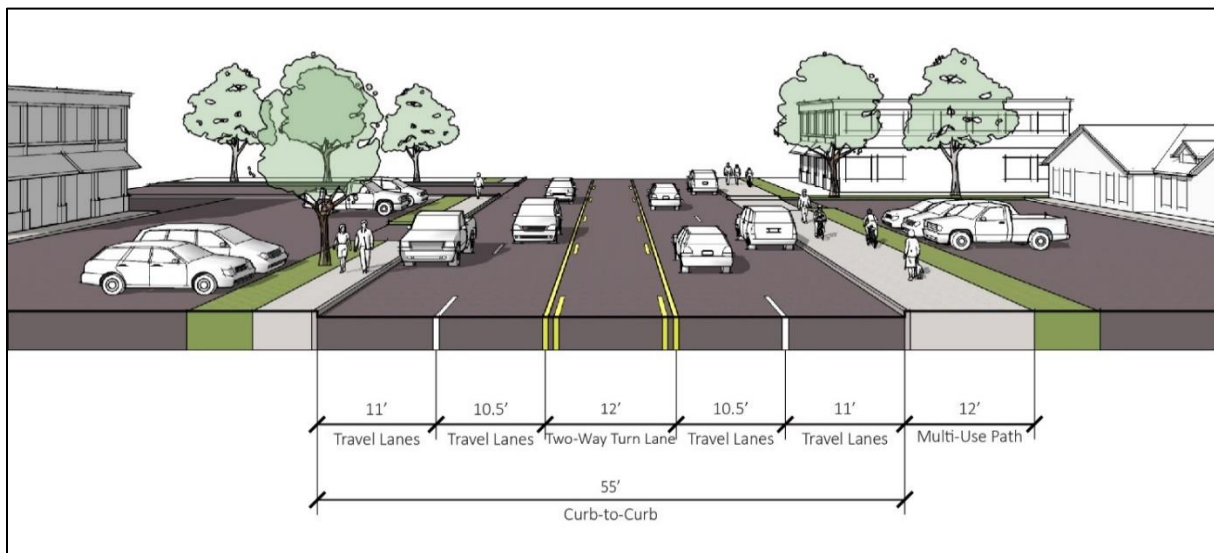 11’ 10.5’ 12’ 10.5’ 11’ 12’
Travel Lanes Travel Lanes Two-Way Turn Lane Travel Lanes Travel Lanes Multi-Use Path
55’
Curb-to-Curb